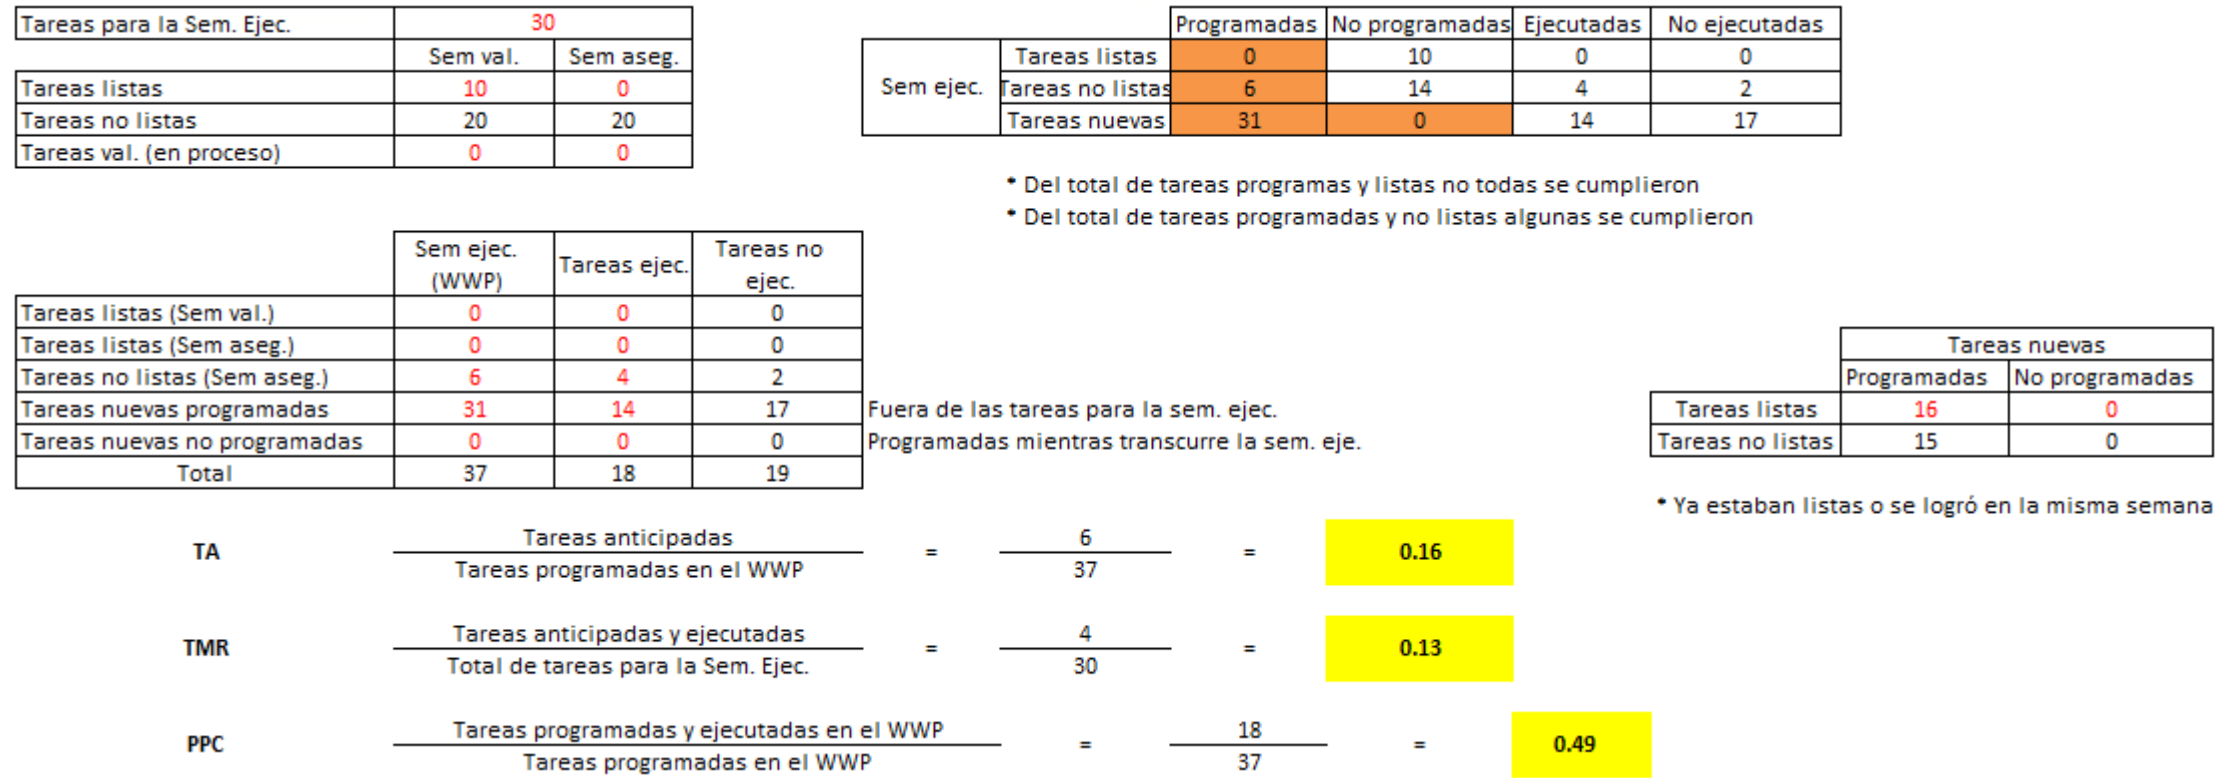 Tareas para la Sem. Ejec. 30
Sem val. Sem aseg.
Tareas listas 10 0
Tareas no listas 20 20
Tareas val. (en proceso) 0 0
Programadas No programadas Ejecutadas No ejecutadas
Sem ejec. Tareas listas 0 10 0 0
Tareas no listas 6 14 4 2
Tareas nuevas 31 0 14 17
* Del total de tareas programas y listas no todas se cumplieron
* Del total de tareas programadas y no listas algunas se cumplieron
Sem ejec. (WWP) Tareas ejec. Tareas no ejec.
Tareas listas (Sem val.) 0 0 0
Tareas listas (Sem aseg.) 0 0 0
Tareas no listas (Sem aseg.) 6 4 2
Tareas nuevas programadas 31 14 17 Fuera de las tareas para la sem. ejec.
Tareas nuevas no programadas 0 0 0 Programadas mientras transcurre la sem. eje.
Total 37 18 19
Tareas nuevas
Programadas No programadas
Tareas listas 16 0
Tareas no listas 15 0
* Ya estaban listas o se logró en la misma semana
TA Tareas anticipadas = 6 = 0.16
Tareas programadas en el WWP 37
TMR Tareas anticipadas y ejecutadas = 4 = 0.13
Total de tareas para la Sem. Ejec. 30
PPC Tareas programadas y ejecutadas en el WWP = 18 = 0.49
Tareas programadas en el WWP 37